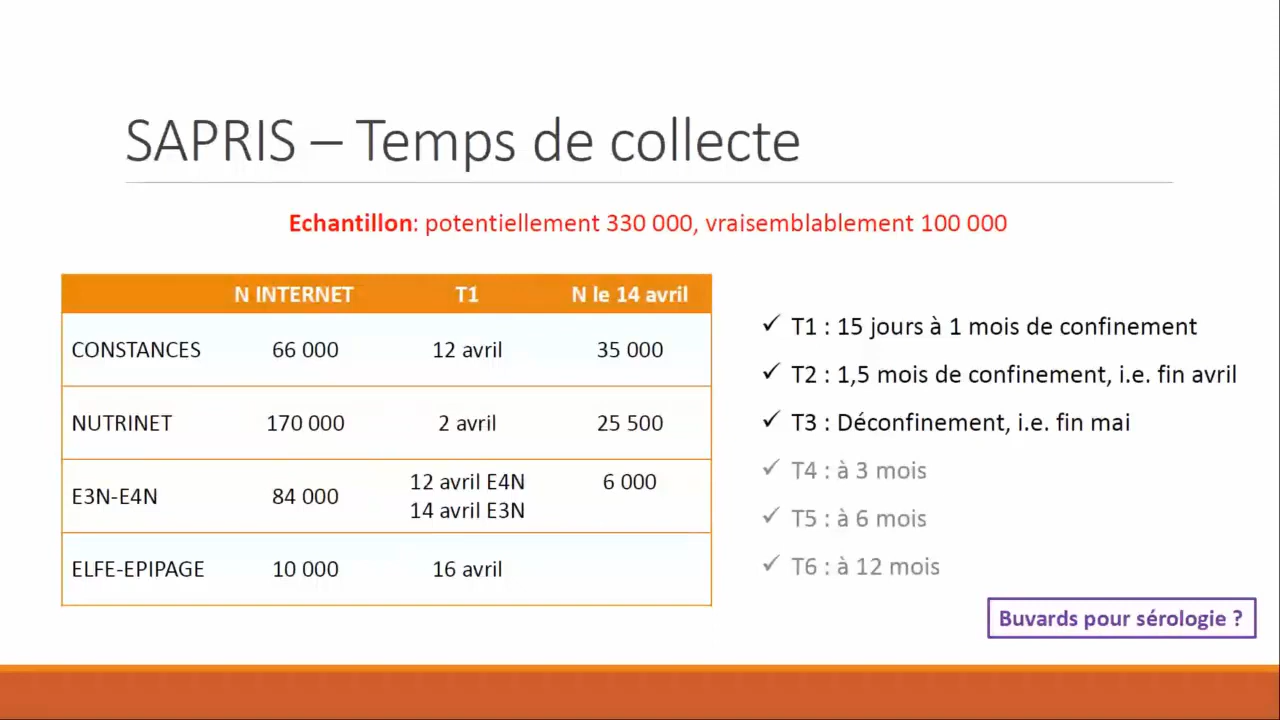 SAPRIS – Temps de collecte
Echantillon: potentiellement 330 000, vraisemblablement 100 000
N INTERNET T1 N le 14 avril
CONSTANCES 66 000 12 avril 35 000
NUTRINET 170 000 2 avril 25 500
E3N-E4N 84 000 12 avril E4N 6 000
14 avril E3N
ELFE-EPIPAGE 10 000 16 avril
✓ T1 : 15 jours à 1 mois de confinement
✓ T2 : 1,5 mois de confinement, i.e. fin avril
✓ T3 : Déconfinement, i.e. fin mai
✓ T4 : à 3 mois
✓ T5 : à 6 mois
✓ T6 : à 12 mois
Buvards pour sérologie ?